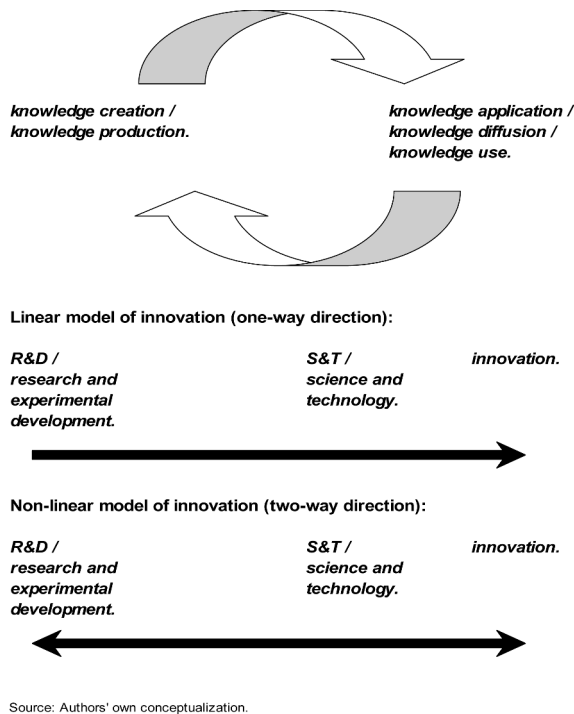 knowledge creation /
knowledge production.
knowledge application /
knowledge diffusion /
knowledge use.
Linear model of innovation (one-way direction):
R&D /
research and
experimental
development.
S&T /
science and
technology.
innovation.
Non-linear model of innovation (two-way direction):
R&D /
research and
experimental
development.
S&T /
science and
technology.
innovation.
Source: Authors' own conceptualization.